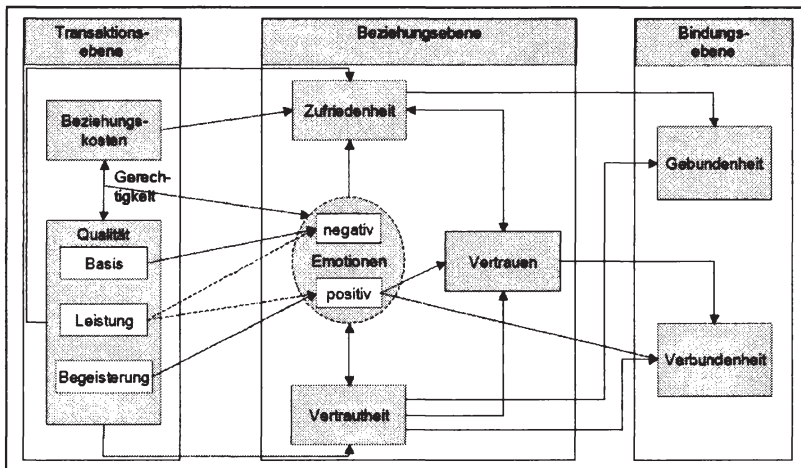 Transaktions-
ebene
Beziehungs-
kosten
Gerech-
tigkeit
Qualität
Basis
Leistung
Begeisterung
Beziehungsebene
Zufriedenheit
negativ
Emotionen
positiv
Vertrauen
Vertrautheit
Bindungs-
ebene
Gebundenheit
Verbundenheit